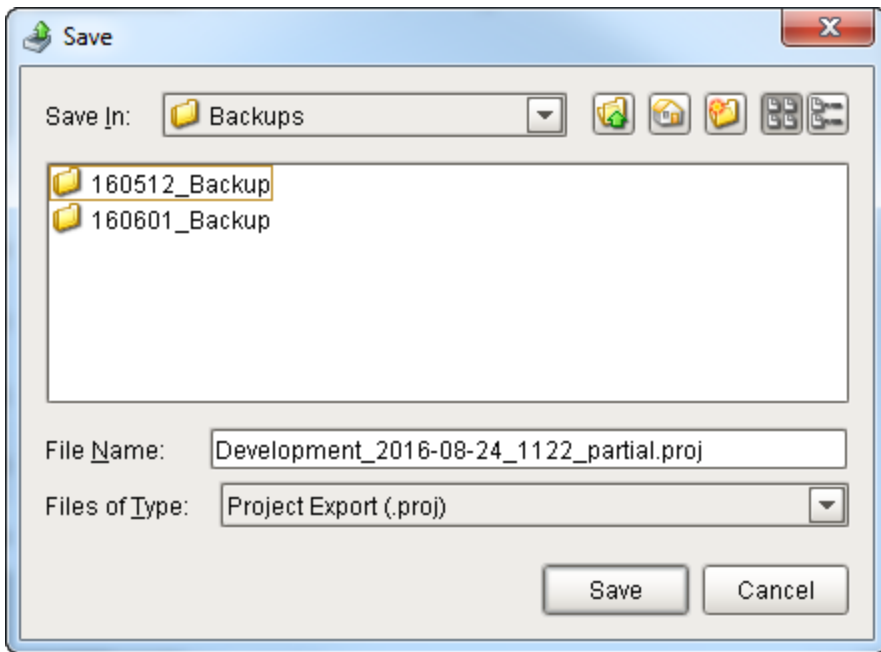 Save
Save In: Backups
160512_Backup
160601_Backup
File Name: Development_2016-08-24_1122_partial.proj
Files of Type: Project Export (.proj)
Save Cancel